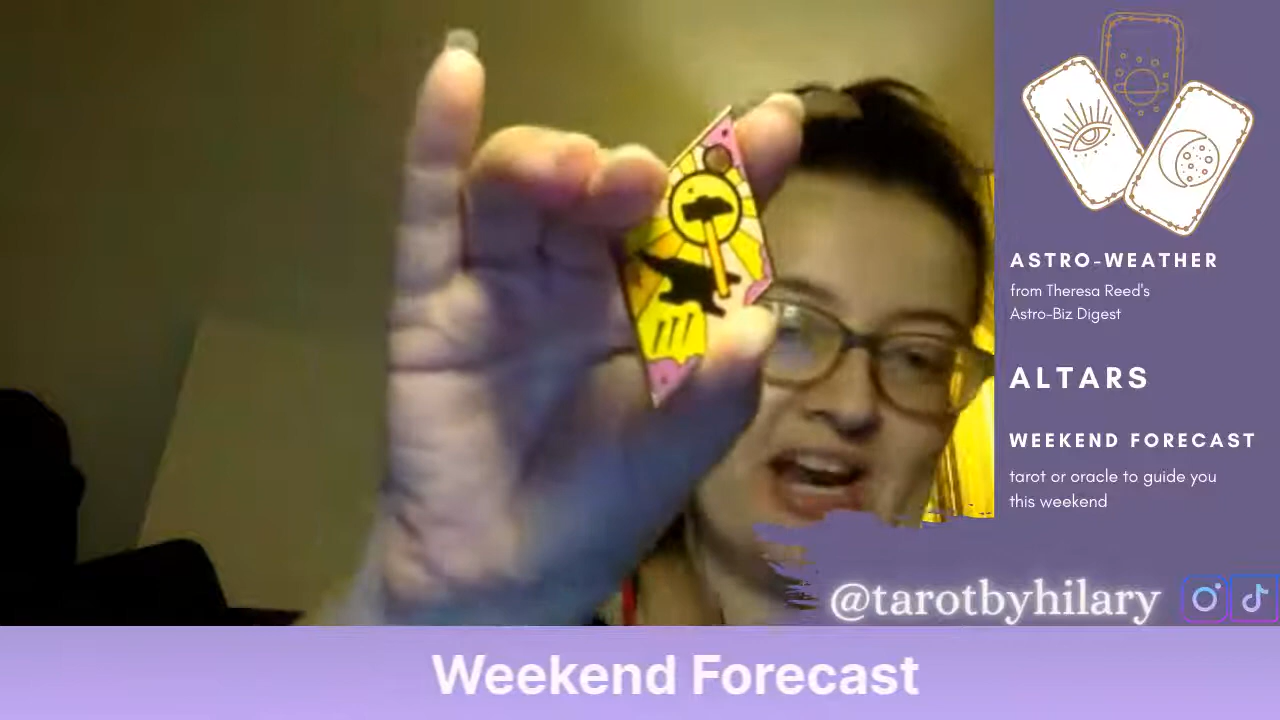 ASTRO-WEATHER
from Theresa Reed's
Astro-Biz Digest
ALTARS
WEEKEND FORECAST
tarot or oracle to guide you
this weekend
@tarotbyhilary
Weekend Forecast